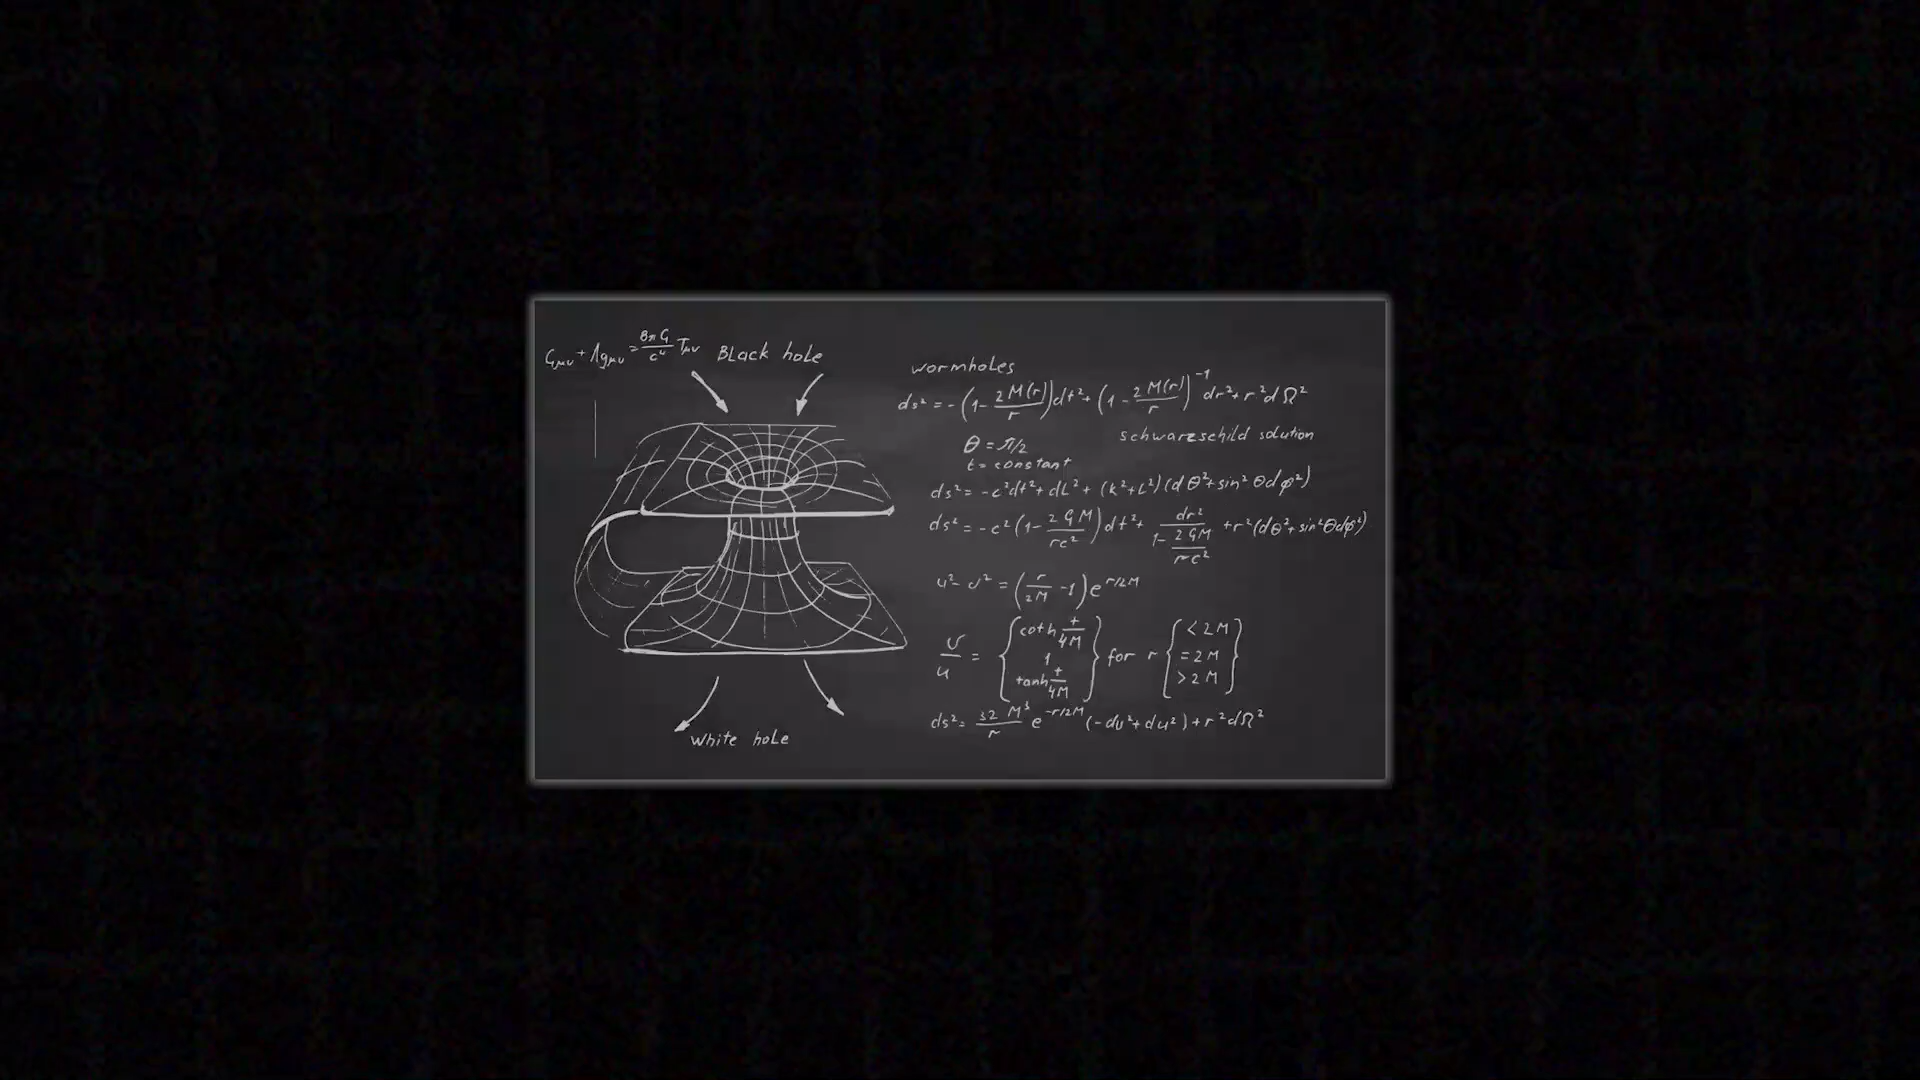 Gμν + Λgμν = 8πG/c⁴ Tμν
Black hole
wormholes
ds² = -(1 - 2M(r)/r)dt² + (1 - 2M(r)/r)⁻¹ dr² + r²dΩ²
schwarzschild solution
θ = π/2
t = constant
ds² = -c²dt² + dL² + (k² + L²)(dθ² + sin²θdφ²)
ds² = -c²(1 - 2GM/rc²)dt² + dr²/(1 - 2GM/rc²) + r²(dθ² + sin²θdφ²)
u² - v² = (r/2M - 1)e^r/2M
v/u = {coth t/4M
1
tanh t/4M} for r {< 2M
= 2M
> 2M}
ds² = 32M³/r e^-r/2M (-dv² + du²) + r²dΩ²
White hole